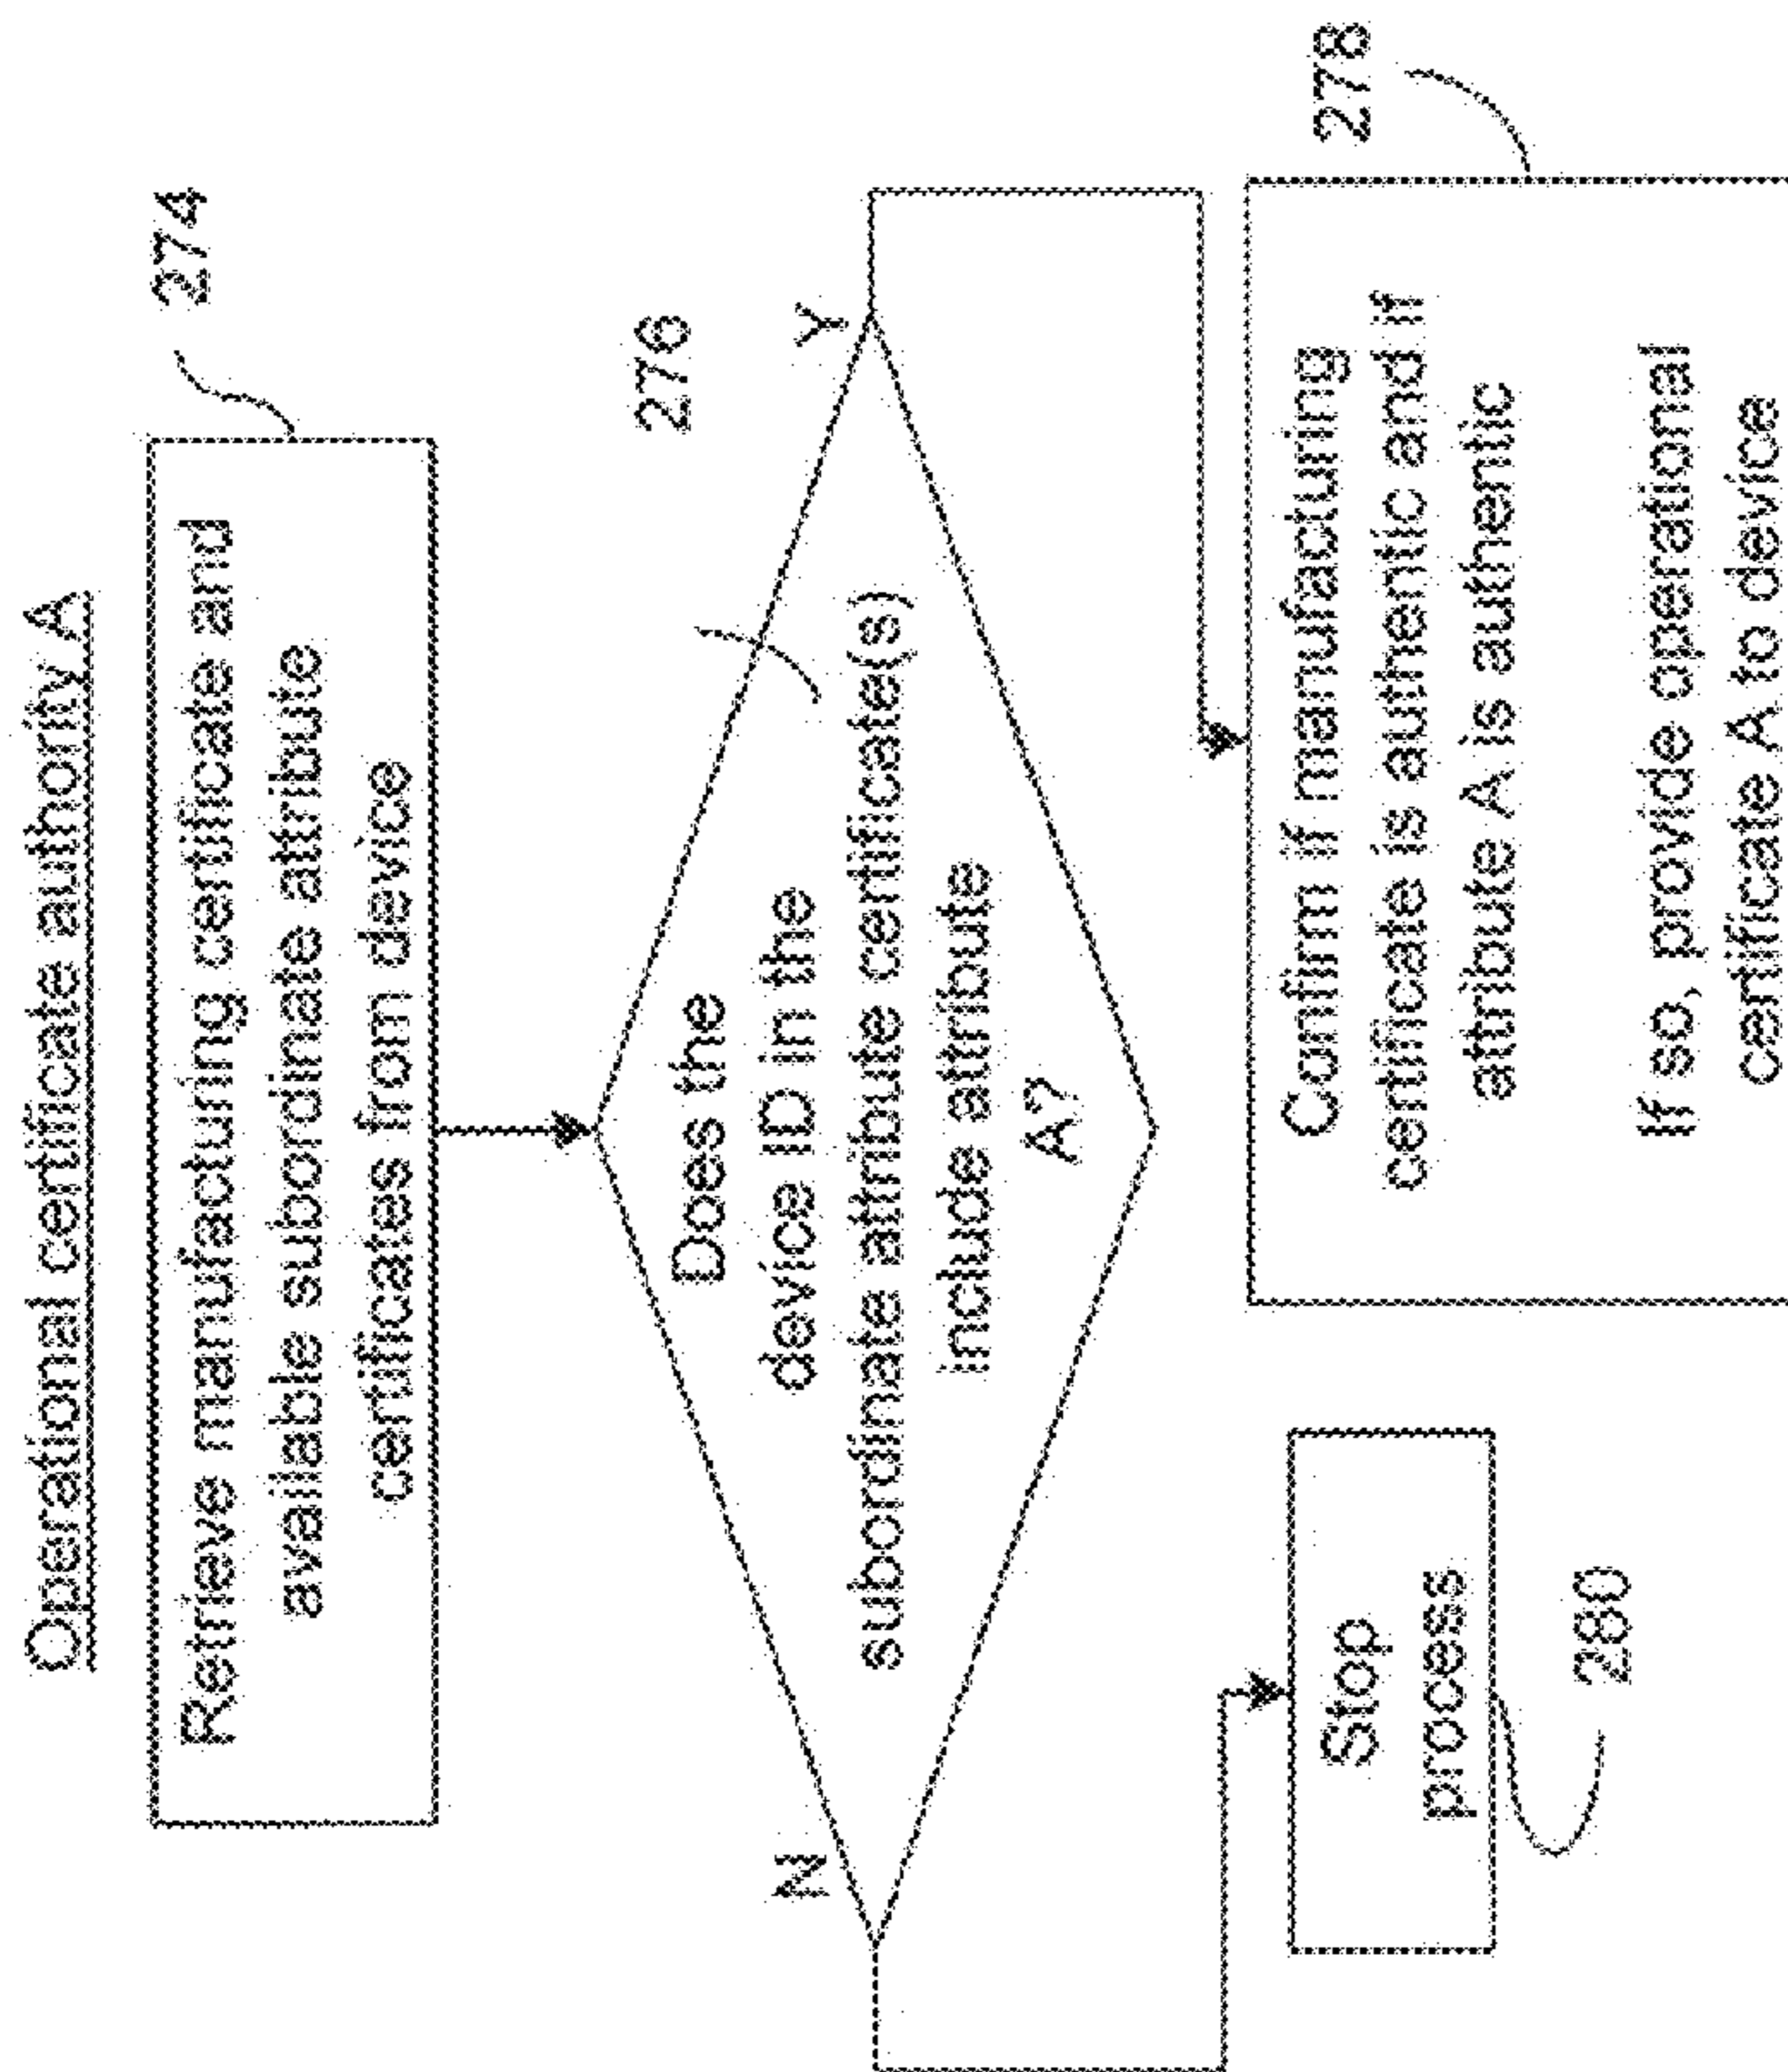 Operational certificate authority A
274
Retrieve manufacturing certificate and
available subordinate attribute
certificates from device
276
N
Y
Does the
device ID in the
subordinate attribute certificate(s)
include attribute
A?
278
Confirm if manufacturing
certificate is authentic and if
attribute A is authentic
If so, provide operational
certificate A to device
Stop
process
280